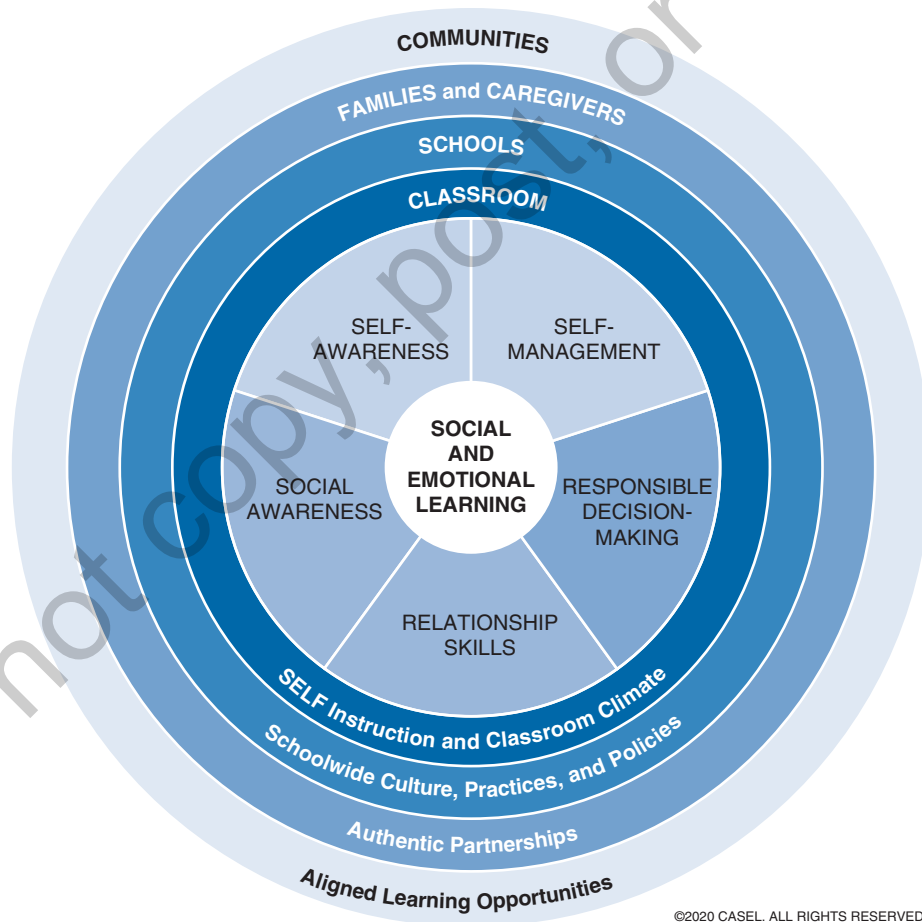 COMMUNITIES
FAMILIES and CAREGIVERS
SCHOOLS
CLASSROOM
SELF-
AWARENESS
SELF-
MANAGEMENT
SOCIAL
AND
EMOTIONAL
LEARNING
SOCIAL
AWARENESS
RESPONSIBLE
DECISION-
MAKING
RELATIONSHIP
SKILLS
SELF Instruction and Classroom Climate
Schoolwide Culture, Practices, and Policies
Authentic Partnerships
Aligned Learning Opportunities
©2020 CASEL. ALL RIGHTS RESERVED
not copy, post, or